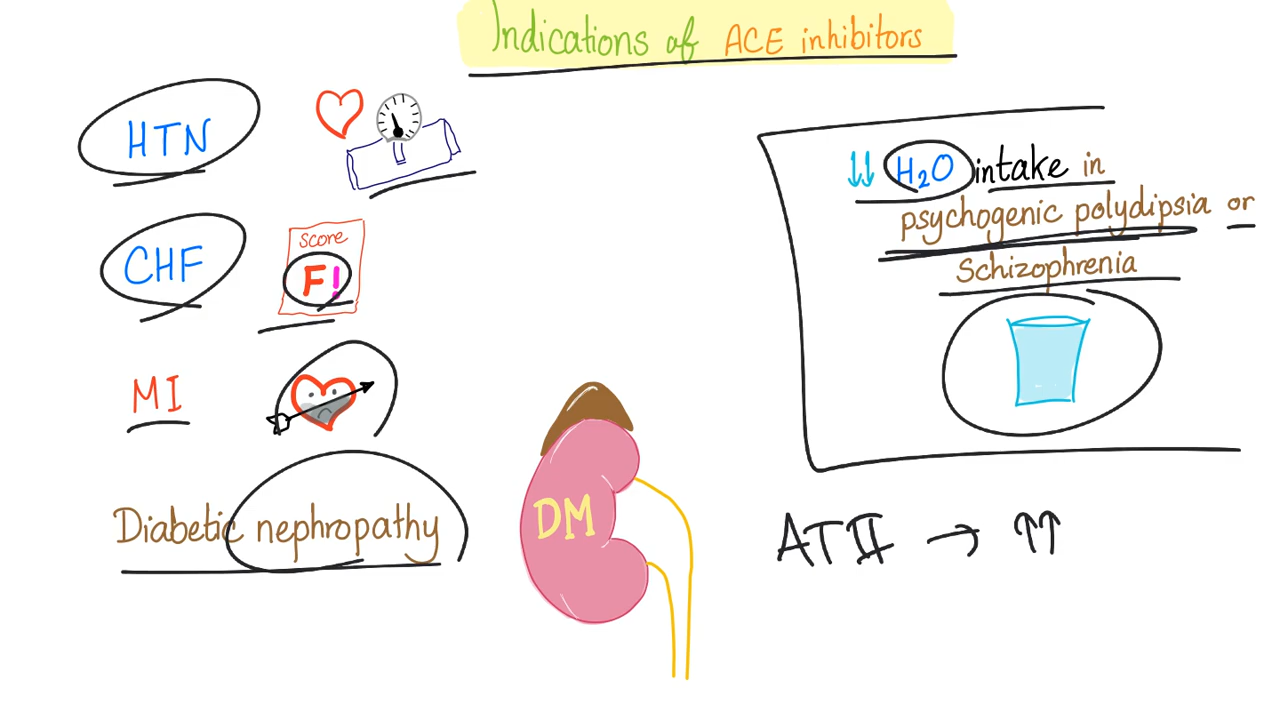 Indications of ACE inhibitors
HTN
CHF
Score
F!
MI
Diabetic nephropathy
DM
↓↓ H₂O intake in
psychogenic polydipsia or
Schizophrenia
ATII → ↑↑